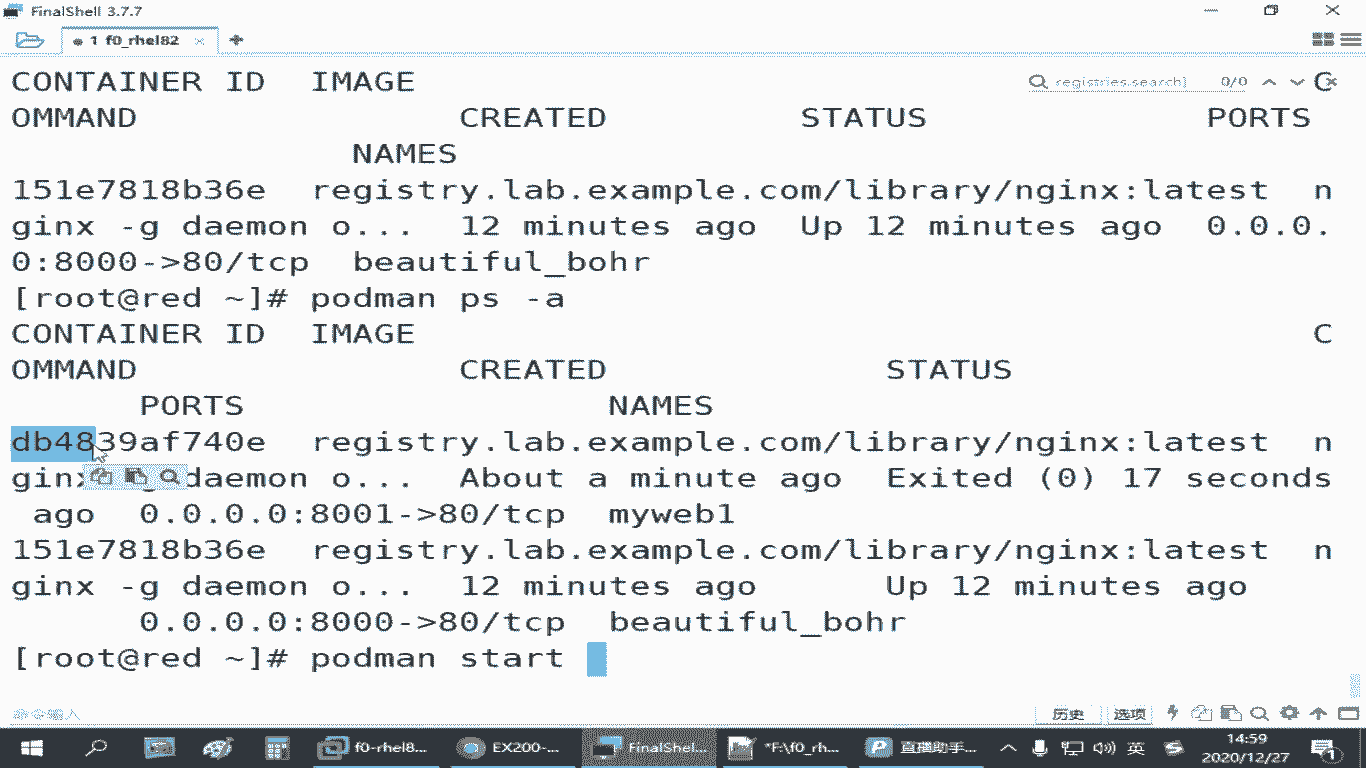 FinalShell 3.7.7
1 f0_rhel82
CONTAINER ID IMAGE C
registries.search] 0/0
OMMAND CREATED STATUS PORTS
NAMES
151e7818b36e registry.lab.example.com/library/nginx:latest n
ginx -g daemon o... 12 minutes ago Up 12 minutes ago 0.0.0.
0:8000->80/tcp beautiful_bohr
[root@red ~]# podman ps -a
CONTAINER ID IMAGE C
OMMAND CREATED STATUS
PORTS NAMES
db4839af740e registry.lab.example.com/library/nginx:latest n
ginx daemon o... About a minute ago Exited (0) 17 seconds
ago 0.0.0.0:8001->80/tcp myweb1
151e7818b36e registry.lab.example.com/library/nginx:latest n
ginx -g daemon o... 12 minutes ago Up 12 minutes ago
0.0.0.0:8000->80/tcp beautiful_bohr
[root@red ~]# podman start
命令输入
历史 选项
f0-rhel8... EX200-... FinalShel... *F:\f0_rh... 直播助手... 英
14:59
2020/12/27
1